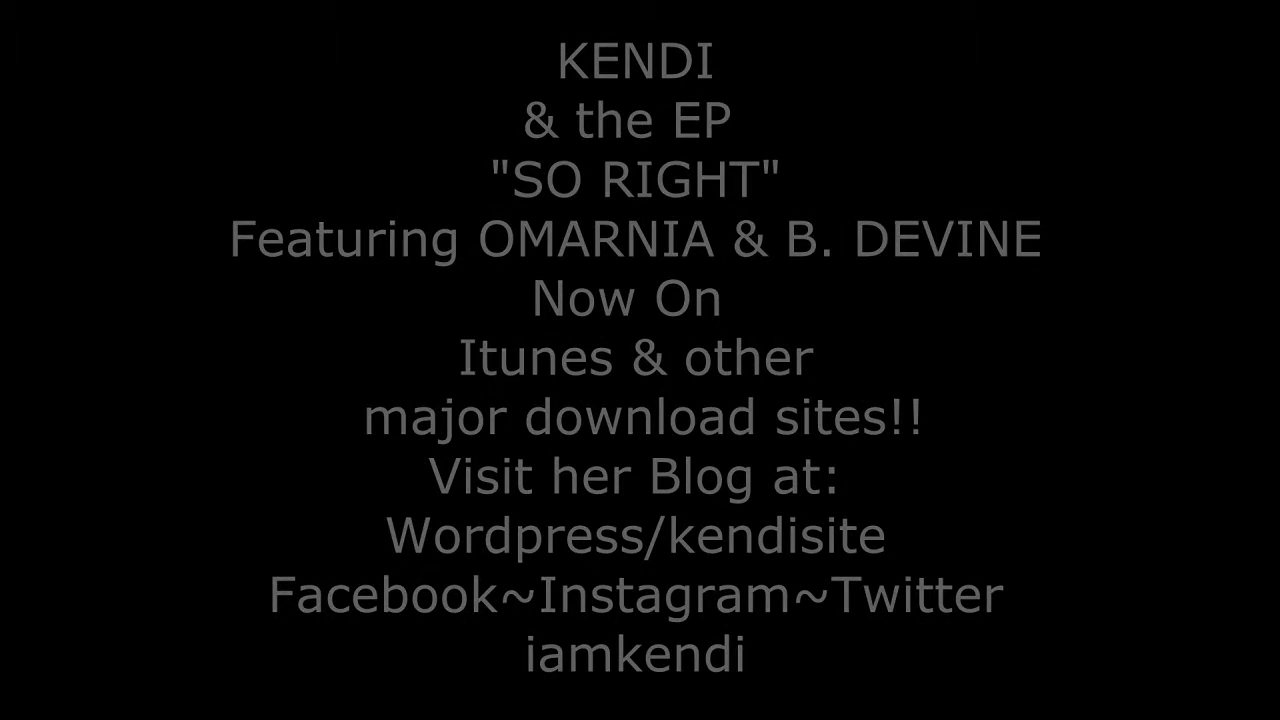 KENDI
& the EP
"SO RIGHT"
Featuring OMARNIA & B. DEVINE
Now On
Itunes & other
major download sites!!
Visit her Blog at:
Wordpress/kendisite
Facebook~Instagram~Twitter
iamkendi